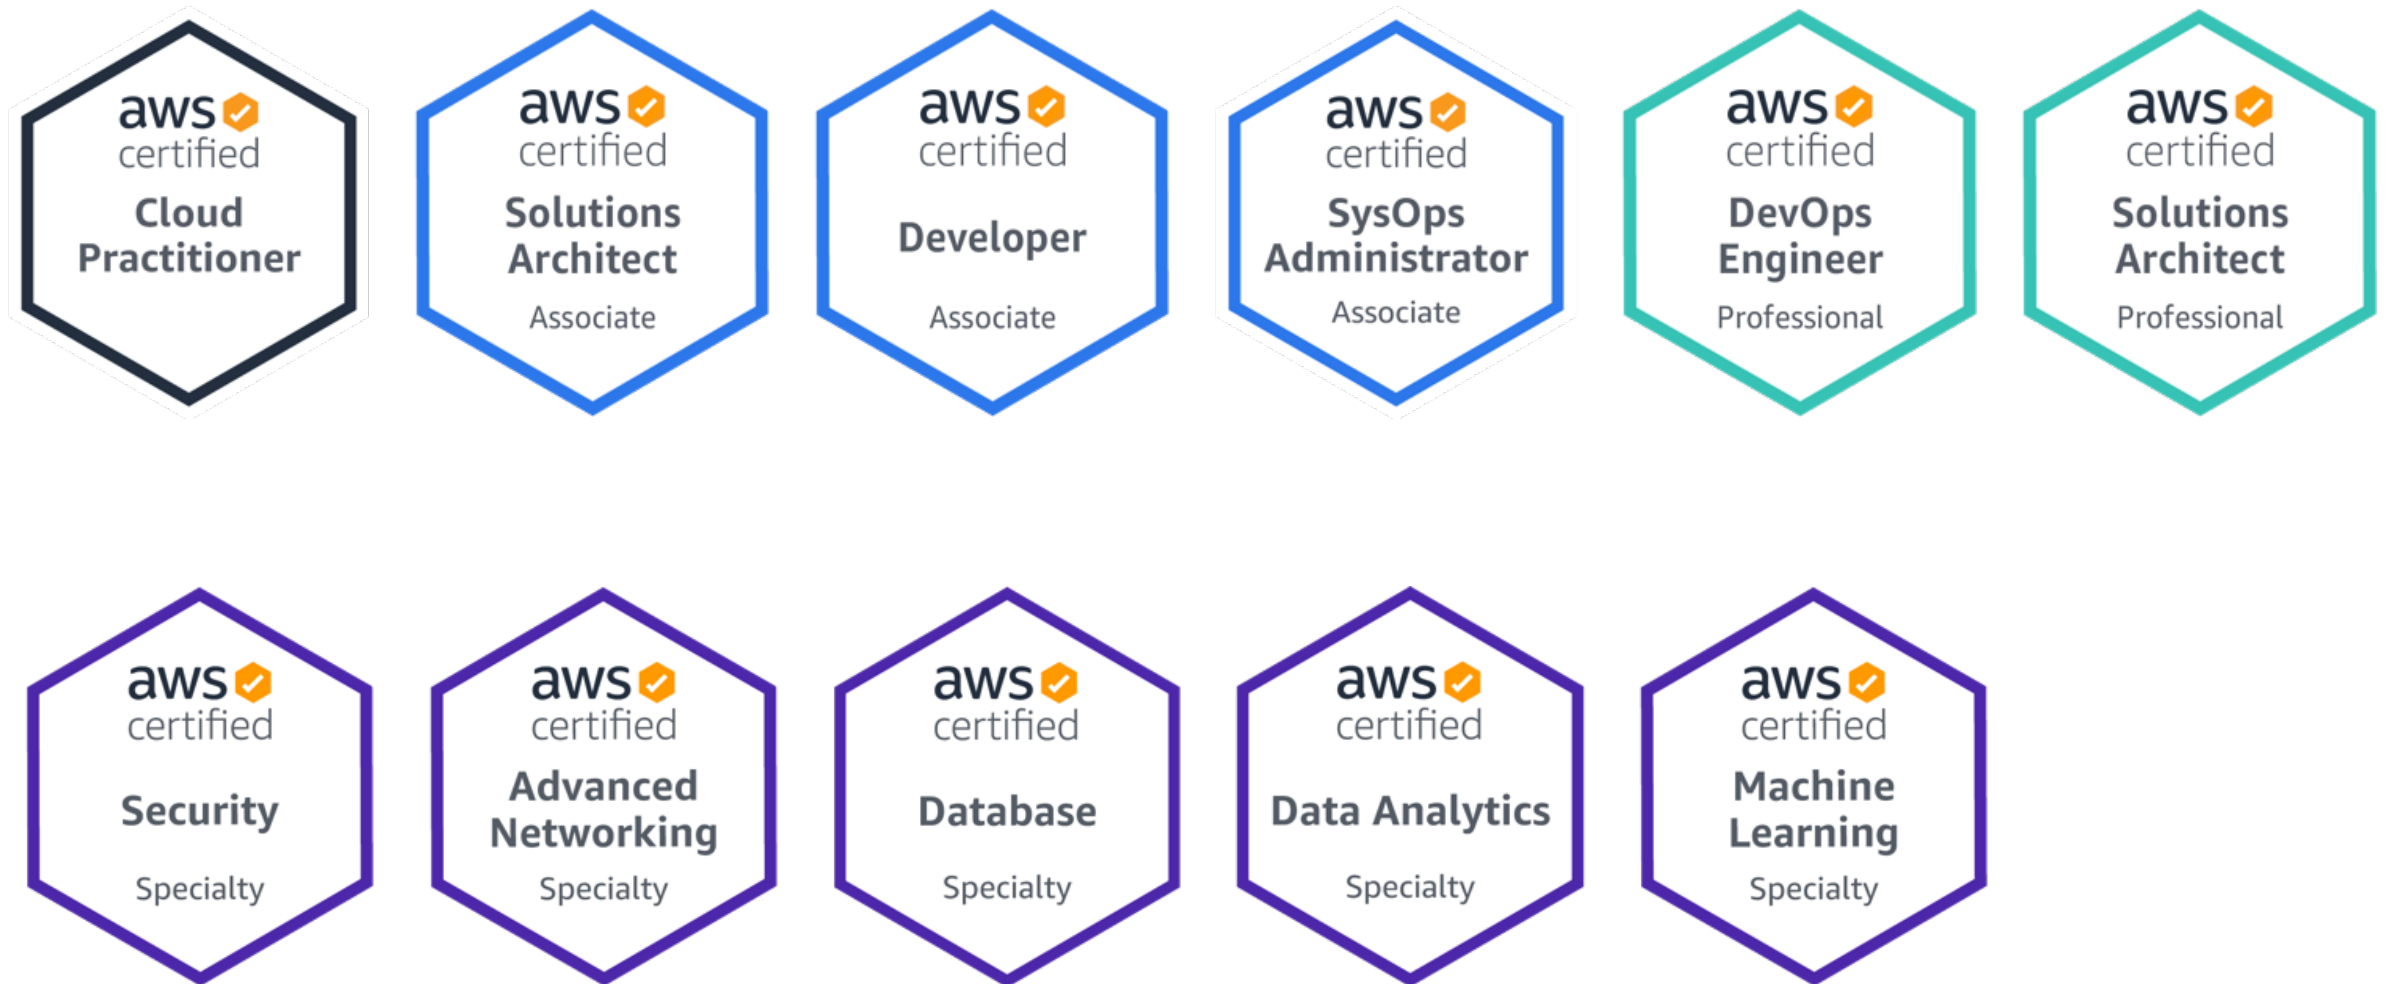 aws
certified
Cloud
Practitioner
aws
certified
Solutions
Architect
Associate
aws
certified
Developer
Associate
aws
certified
SysOps
Administrator
Associate
aws
certified
DevOps
Engineer
Professional
aws
certified
Solutions
Architect
Professional
aws
certified
Security
Specialty
aws
certified
Advanced
Networking
Specialty
aws
certified
Database
Specialty
aws
certified
Data Analytics
Specialty
aws
certified
Machine
Learning
Specialty